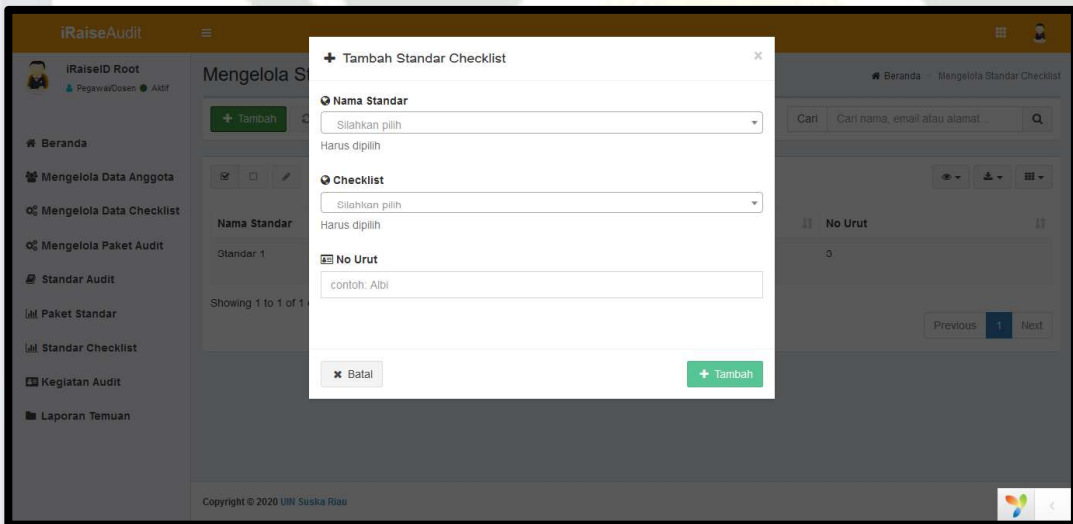 iRaiseAudit
iRaiseID Root
Pegawai/Dosen Aktif
Beranda
Mengelola Data Anggota
Mengelola Data Checklist
Mengelola Paket Audit
Standar Audit
Paket Standar
Standar Checklist
Kegiatan Audit
Laporan Temuan
Mengelola St
Beranda Mengelola Standar Checklist
Tambah
Cari Cari nama, email atau alamat...
Nama Standar No Urut
Standar 1 3
Showing 1 to 1 of 1
Previous 1 Next
Tambah Standar Checklist ×
Nama Standar
Silahkan pilih
Harus dipilih
Checklist
Silahkan pilih
Harus dipilih
No Urut
contoh: Albi
Batal Tambah
Copyright © 2020 UIN Suska Riau